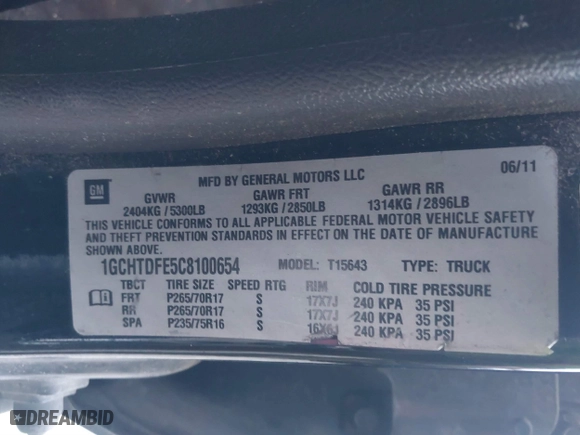 MFD BY GENERAL MOTORS LLC 06/11
GM
GVWR GAWR FRT GAWR RR
2404KG / 5300LB 1293KG / 2850LB 1314KG / 2896LB
THIS VEHICLE CONFORMS TO ALL APPLICABLE FEDERAL MOTOR VEHICLE SAFETY
AND THEFT PREVENTION STANDARDS IN EFFECT ON THE DATE OF MANUFACTURE
SHOWN ABOVE.
1GCHTDFE5C8100654 MODEL: T15643 TYPE: TRUCK
TBCT TIRE SIZE SPEED RTG RIM COLD TIRE PRESSURE
FRT P265/70R17 S 17X7J 240 KPA 35 PSI
RR P265/70R17 S 17X7J 240 KPA 35 PSI
SPA P235/75R16 S 16X6J 240 KPA 35 PSI
DREAMBID